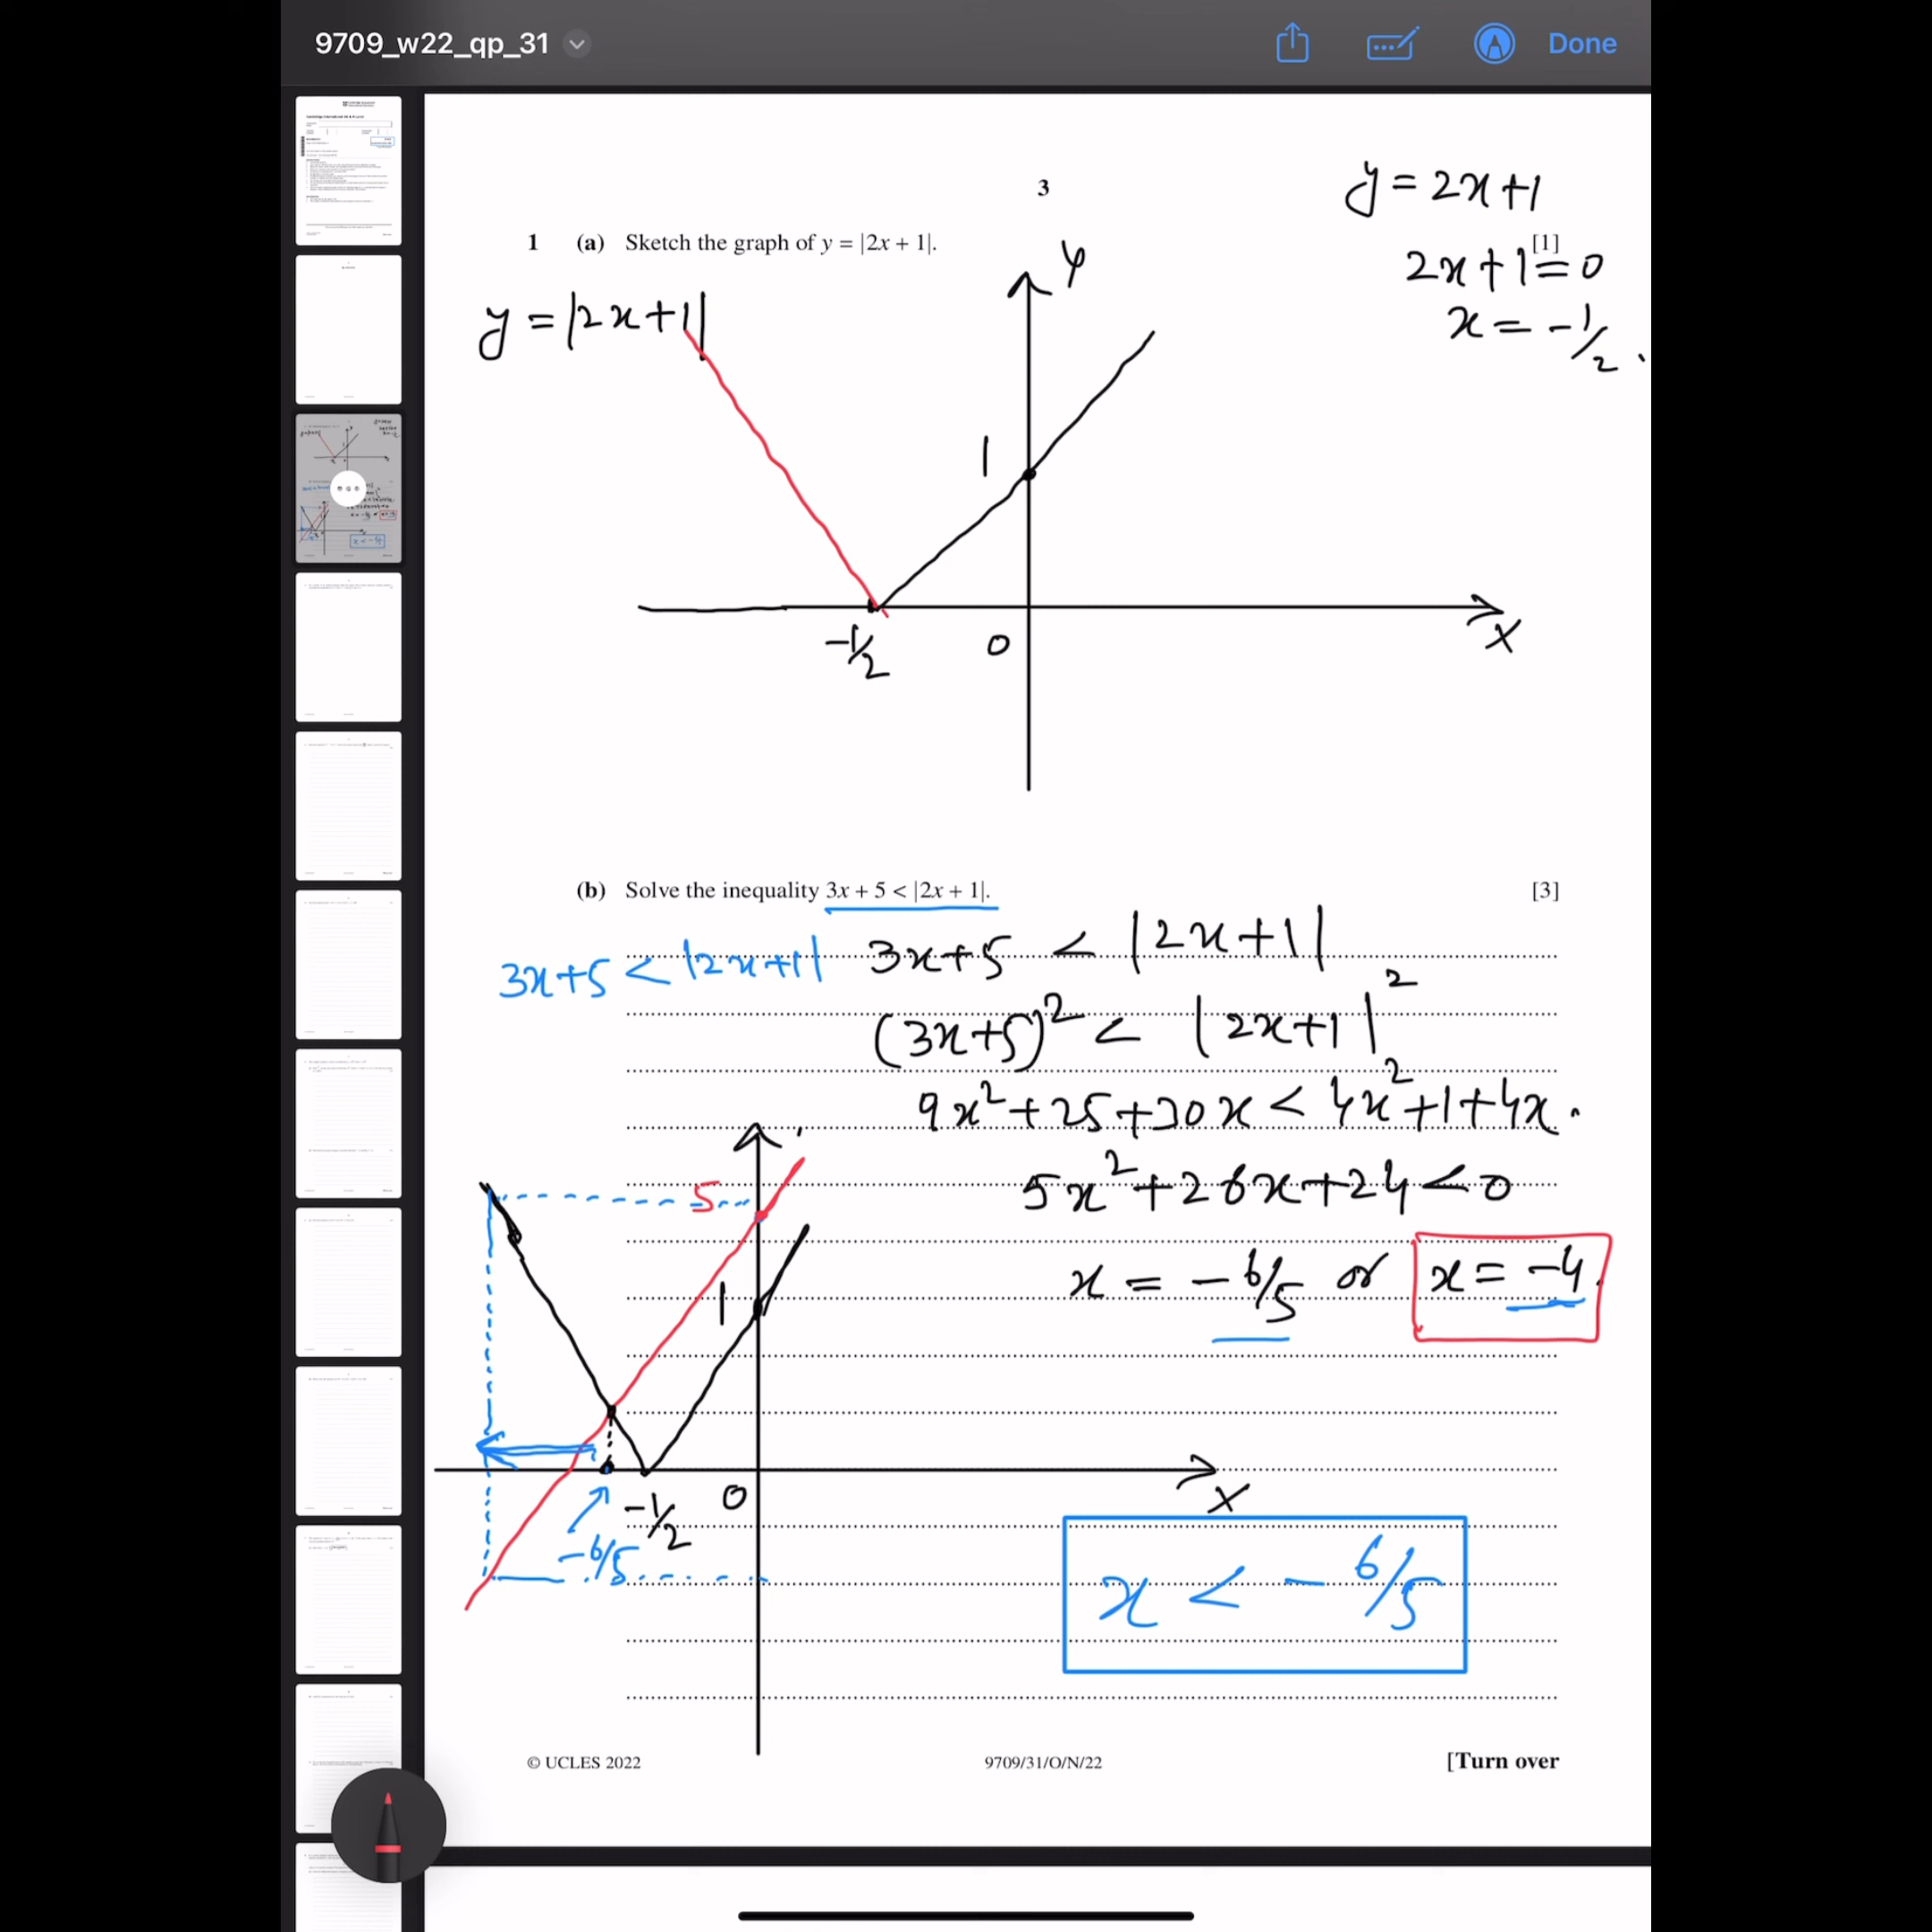 9709_w22_qp_31
Done
3
y = 2x+1
1 (a) Sketch the graph of y = |2x + 1|. [1]
2x+1=0
x = -1/2.
y = |2x+1|
y
1
-1/2
0
x
(b) Solve the inequality 3x + 5 < |2x + 1|. [3]
3x+5 < |2x+1|
3x+5 < |2x+1|
(3x+5)² < |2x+1|²
9x²+25+30x < 4x²+1+4x.
5x²+26x+24<0
5
x = -6/5 or x = -4
1
-1/2
0
x
-6/5
x < -6/5
© UCLES 2022
9709/31/O/N/22
[Turn over